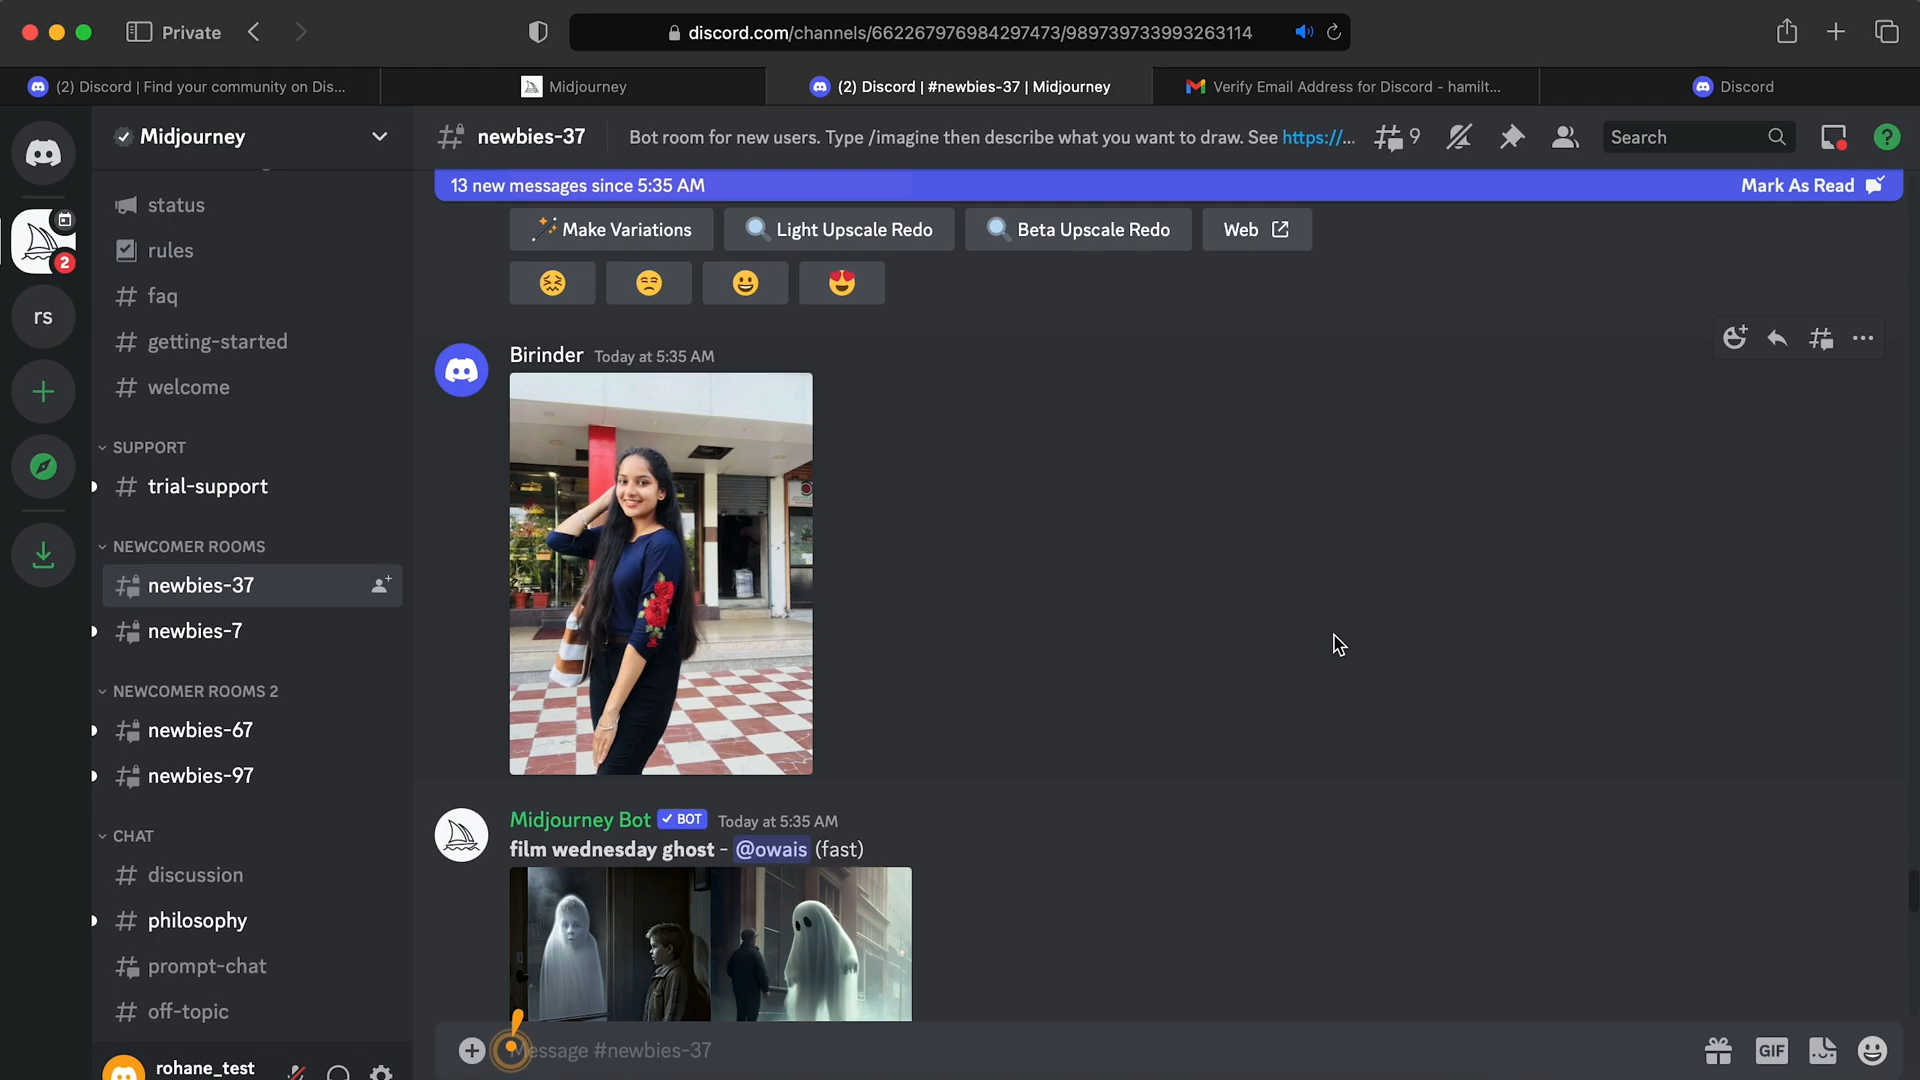 Private
discord.com/channels/662267976984297473/989739733993263114
(2) Discord | Find your community on Dis...
Midjourney
(2) Discord | #newbies-37 | Midjourney
Verify Email Address for Discord - hamilt...
Discord
Midjourney
newbies-37
Bot room for new users. Type /imagine then describe what you want to draw. See https://...
9
Search
13 new messages since 5:35 AM
Mark As Read
status
rules
faq
getting-started
welcome
2
rs
SUPPORT
trial-support
NEWCOMER ROOMS
newbies-37
newbies-7
NEWCOMER ROOMS 2
newbies-67
newbies-97
CHAT
discussion
philosophy
prompt-chat
off-topic
rohane_test
Make Variations
Light Upscale Redo
Beta Upscale Redo
Web
Birinder Today at 5:35 AM
Midjourney Bot BOT Today at 5:35 AM
film wednesday ghost - @owais (fast)
Message #newbies-37
GIF